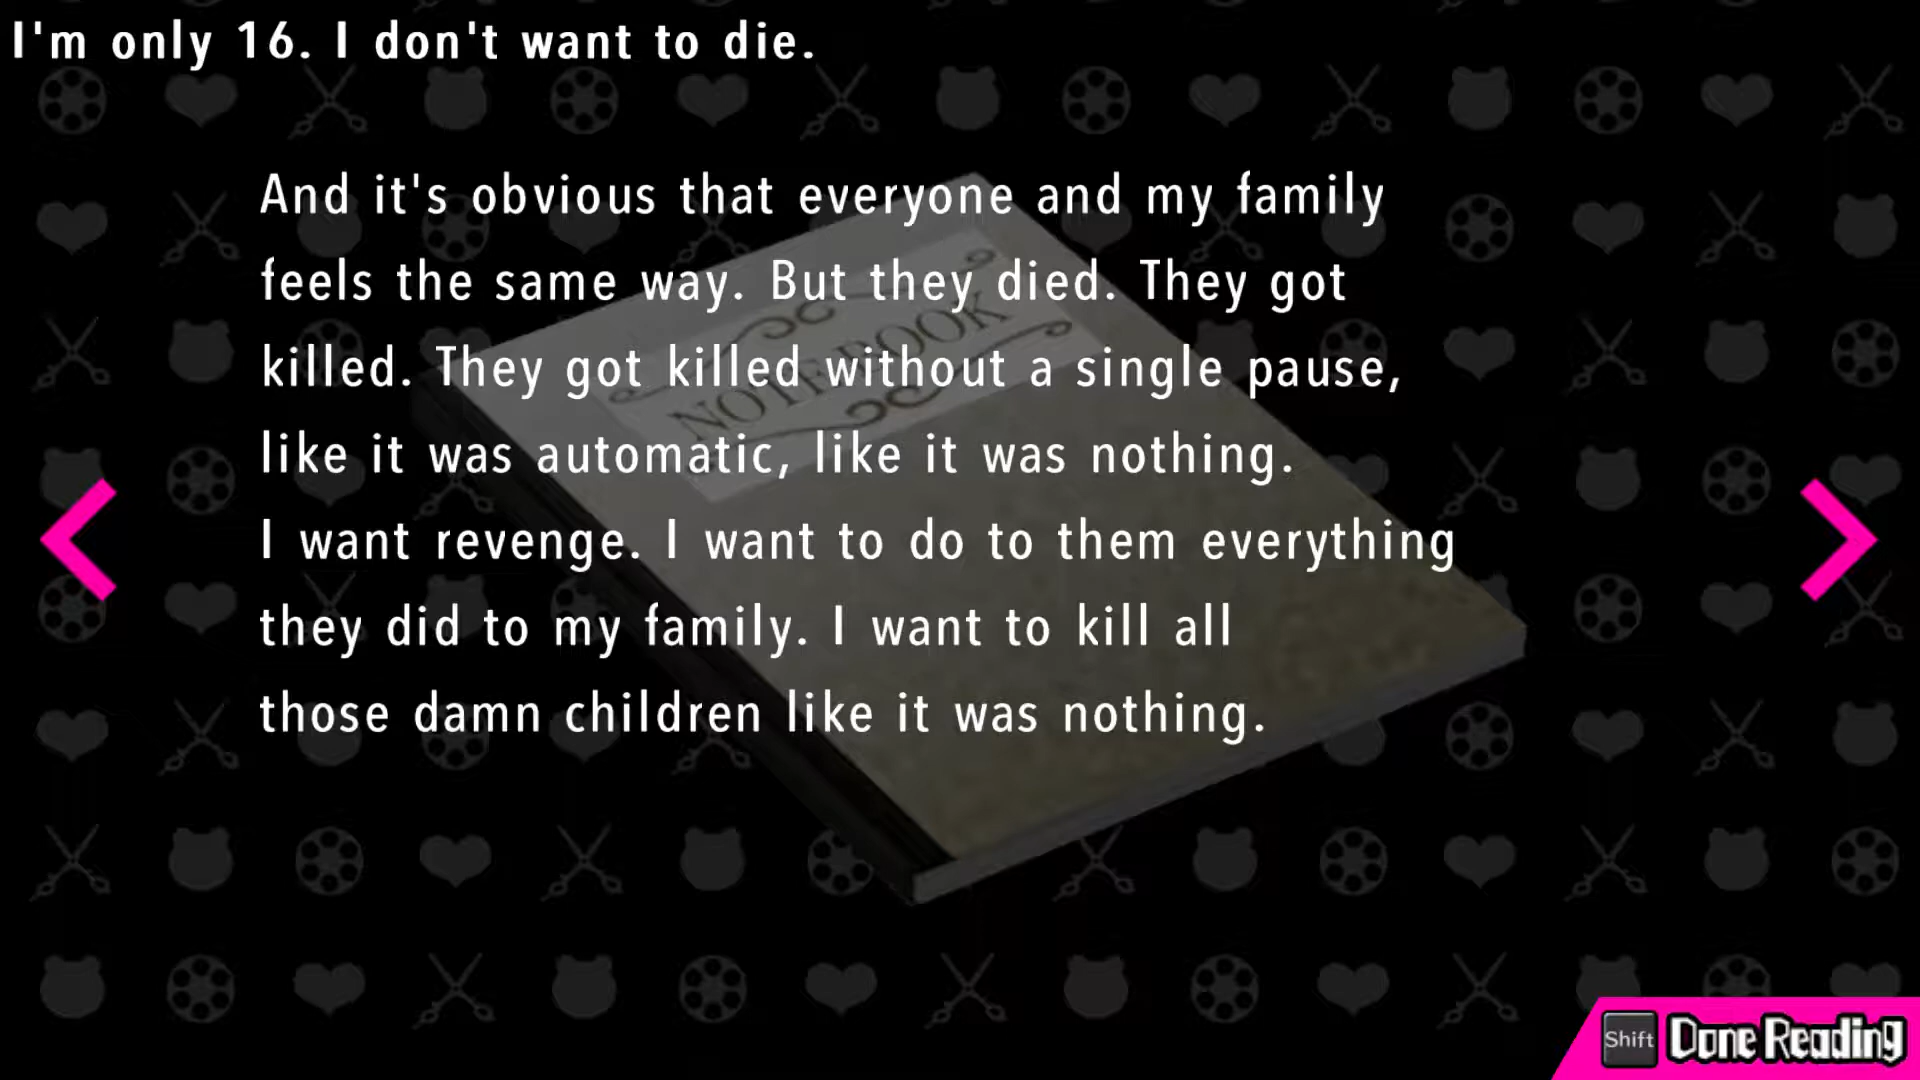 I'm only 16. I don't want to die.
And it's obvious that everyone and my family
feels the same way. But they died. They got
killed. They got killed without a single pause,
like it was automatic, like it was nothing.
I want revenge. I want to do to them everything
they did to my family. I want to kill all
those damn children like it was nothing.
NOTEBOOK
Shift Done Reading